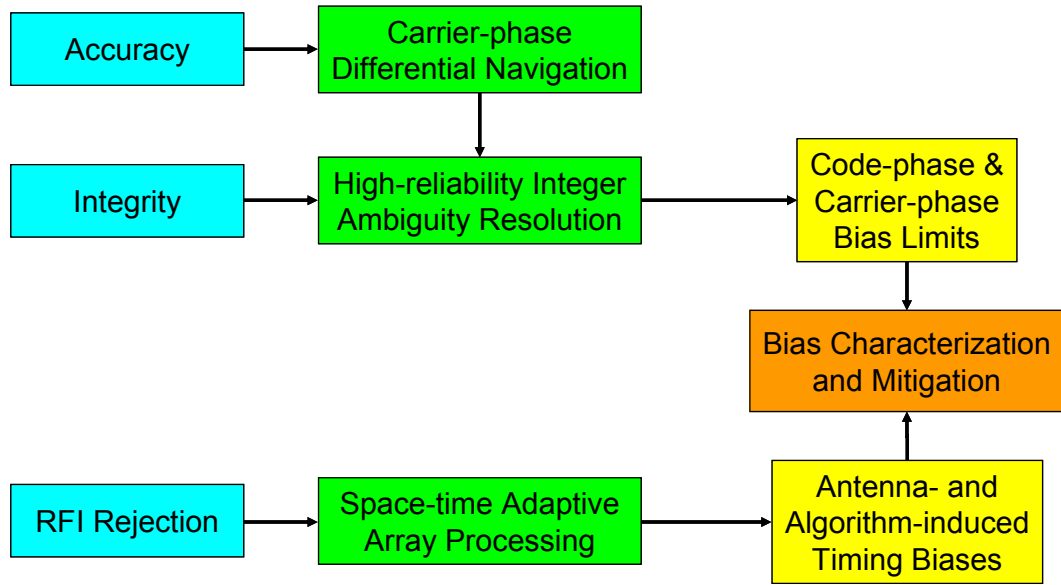 Accuracy
Carrier-phase
Differential Navigation
Integrity
High-reliability Integer
Ambiguity Resolution
Code-phase &
Carrier-phase
Bias Limits
Bias Characterization
and Mitigation
RFI Rejection
Space-time Adaptive
Array Processing
Antenna- and
Algorithm-induced
Timing Biases